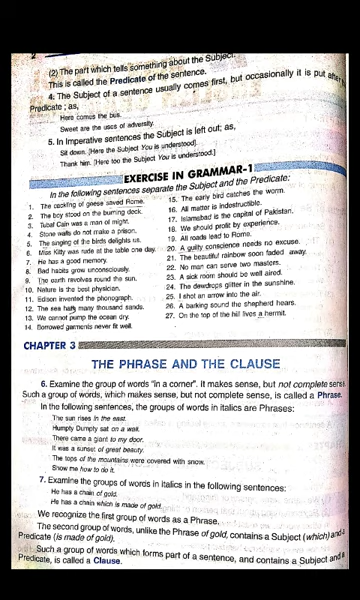 2
(2) The part which tells something about the Subject.
This is called the Predicate of the sentence.
4: The Subject of a sentence usually comes first, but occasionally it is put after
Predicate ; as,
Here comes the bus.
Sweet are the uses of adversity.
5. In Imperative sentences the Subject is left out; as,
Sit down. [Here the Subject You is understood]
Thank him. [Here too the Subject You is understood.]
EXERCISE IN GRAMMAR-1
In the following sentences separate the Subject and the Predicate:
1. The cackling of geese saved Rome.
2. The boy stood on the burning deck.
3. Tubal Cain was a man of might.
4. Stone walls do not make a prison.
5. The singing of the birds delights us.
6. Miss Kitty was rude at the table one day.
7. He has a good memory.
8. Bad habits grow unconsciously.
9. The earth revolves around the sun.
10. Nature is the best physician.
11. Edison invented the phonograph.
12. The sea has many thousand sands.
13. We cannot pump the ocean dry.
14. Borrowed garments never fit well.
15. The early bird catches the worm.
16. All matter is indestructible.
17. Islamabad is the capital of Pakistan.
18. We should profit by experience.
19. All roads lead to Rome.
20. A guilty conscience needs no excuse.
21. The beautiful rainbow soon faded away.
22. No man can serve two masters.
23. A sick room should be well aired.
24. The dewdrops glitter in the sunshine.
25. I shot an arrow into the air.
26. A barking sound the shepherd hears.
27. On the top of the hill lives a hermit.
CHAPTER 3
THE PHRASE AND THE CLAUSE
6. Examine the group of words "in a corner". It makes sense, but not complete
Such a group of words, which makes sense, but not complete sense, is called a Phrase.
In the following sentences, the groups of words in italics are Phrases:
The sun rises in the east.
Humpty Dumpty sat on a wall.
There came a giant to my door.
It was a sunset of great beauty.
The tops of the mountains were covered with snow.
Show me how to do it.
7. Examine the groups of words in italics in the following sentences:
He has a chain of gold.
He has a chain which is made of gold.
We recognize the first group of words as a Phrase.
The second group of words, unlike the Phrase of gold, contains a Subject (which) and a
Predicate (is made of gold).
Such a group of words which forms part of a sentence, and contains a Subject and a
Predicate, is called a Clause.